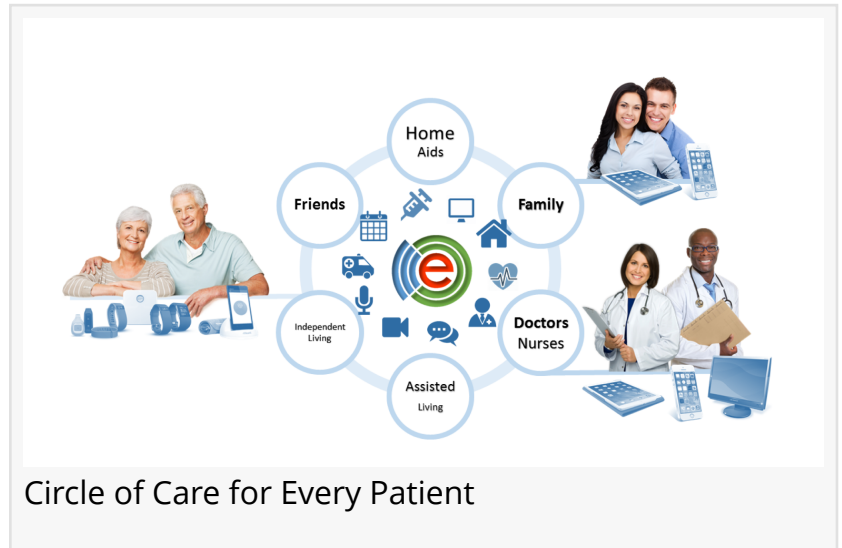 Home
Aids
Friends
Family
e
Independent
Living
Doctors
Nurses
Assisted
Living
Circle of Care for Every Patient